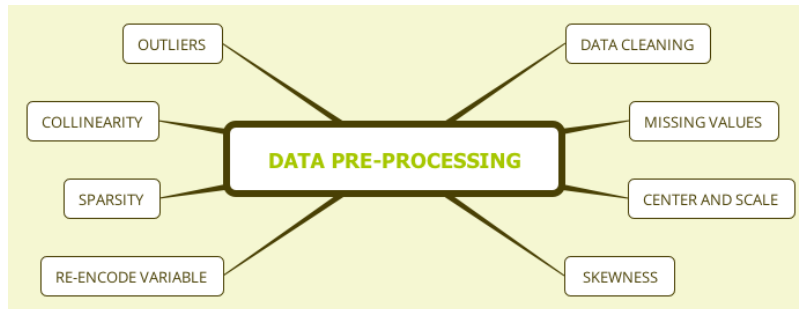 OUTLIERS
DATA CLEANING
COLLINEARITY
MISSING VALUES
DATA PRE-PROCESSING
SPARSITY
CENTER AND SCALE
RE-ENCODE VARIABLE
SKEWNESS